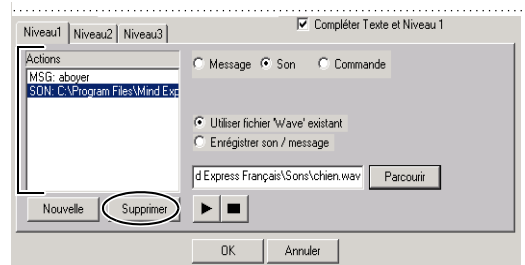 Compléter Texte et Niveau 1
Niveau1 Niveau2 Niveau3
Actions
MSG: aboyer
SON: C:\Program Files\Mind Exp
Message Son Commande
Utiliser fichier 'Wave' existant
Enrégistrer son / message
d Express Français\Sons\chien.wav Parcourir
Nouvelle Supprimer
OK Annuler